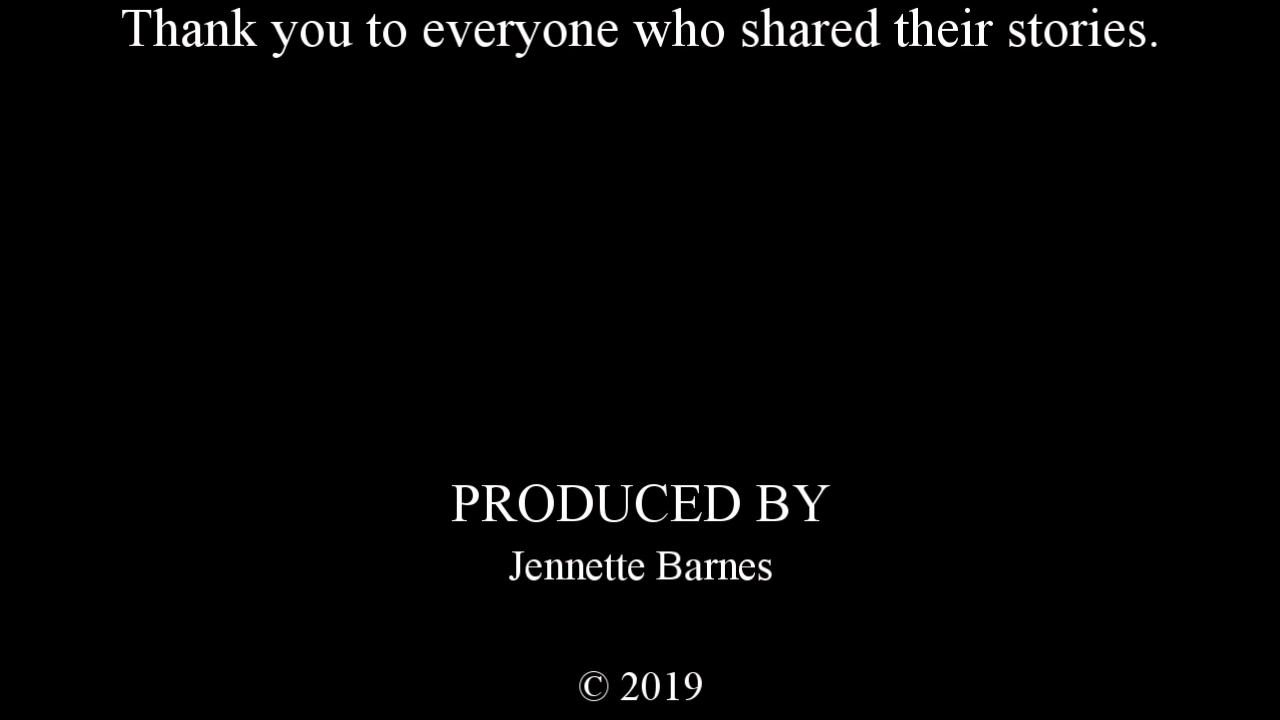 Thank you to everyone who shared their stories.
PRODUCED BY
Jennette Barnes
© 2019